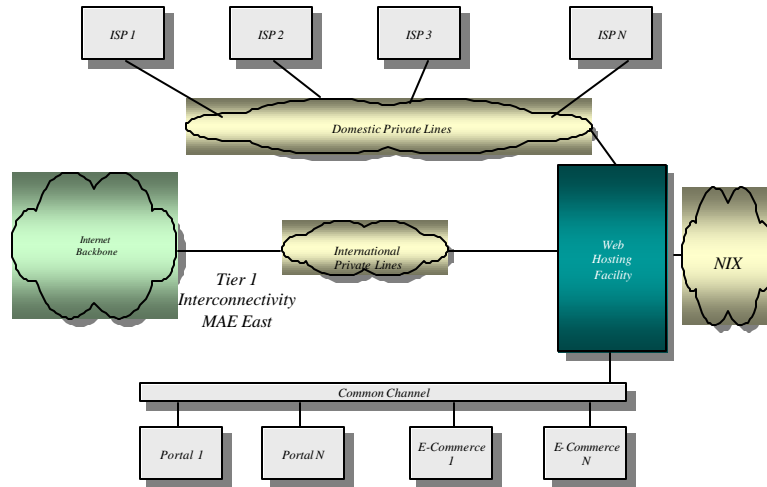 ISP 1
ISP 2
ISP 3
ISP N
Domestic Private Lines
Internet
Backbone
International
Private Lines
Web
Hosting
Facility
NIX
Tier 1
Interconnectivity
MAE East
Common Channel
Portal 1
Portal N
E-Commerce
1
E-Commerce
N